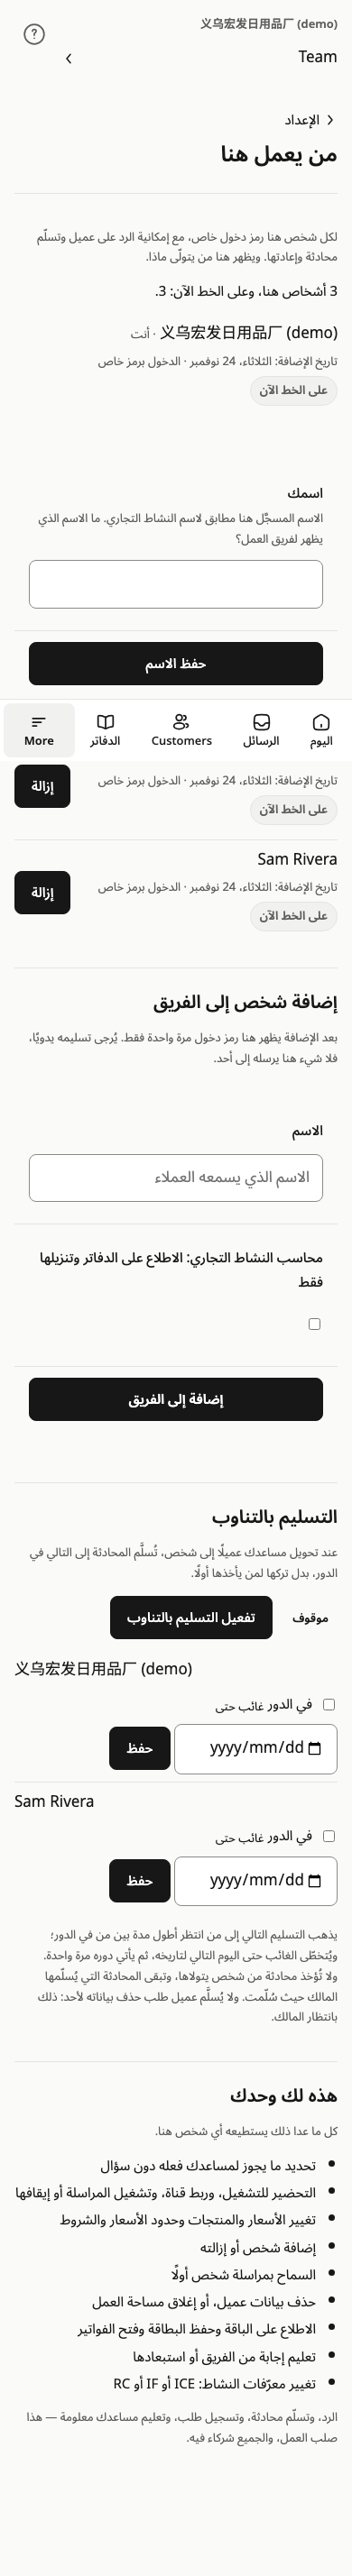 义乌宏发日用品厂 (demo)
Team
الإعداد
من يعمل هنا
لكل شخص هنا رمز دخول خاص، مع إمكانية الرد على عميل وتسلّم
محادثة وإعادتها. ويظهر هنا من يتولّى ماذا.
3 أشخاص هنا، وعلى الخط الآن: 3.
义乌宏发日用品厂 (demo) · أنت
تاريخ الإضافة: الثلاثاء، 24 نوفمبر · الدخول برمز خاص
على الخط الآن
اسمك
الاسم المسجَّل هنا مطابق لاسم النشاط التجاري. ما الاسم الذي
يظهر لفريق العمل؟
حفظ الاسم
اليوم
الرسائل
Customers
الدفاتر
More
تاريخ الإضافة: الثلاثاء، 24 نوفمبر · الدخول برمز خاص
على الخط الآن
إزالة
Sam Rivera
تاريخ الإضافة: الثلاثاء، 24 نوفمبر · الدخول برمز خاص
على الخط الآن
إزالة
إضافة شخص إلى الفريق
بعد الإضافة يظهر هنا رمز دخول مرة واحدة فقط. يُرجى تسليمه يدويًا،
فلا شيء هنا يرسله إلى أحد.
الاسم
الاسم الذي يسمعه العملاء
محاسب النشاط التجاري: الاطلاع على الدفاتر وتنزيلها
فقط
إضافة إلى الفريق
التسليم بالتناوب
عند تحويل مساعدك عميلًا إلى شخص، تُسلَّم المحادثة إلى التالي في
الدور، بدل تركها لمن يأخذها أولًا.
موقوف
تفعيل التسليم بالتناوب
义乌宏发日用品厂 (demo)
في الدور غائب حتى
yyyy/mm/dd
حفظ
Sam Rivera
في الدور غائب حتى
yyyy/mm/dd
حفظ
يذهب التسليم التالي إلى من انتظر أطول مدة بين من في الدور؛
ويُتخطّى الغائب حتى اليوم التالي لتاريخه، ثم يأتي دوره مرة واحدة.
ولا تُؤخذ محادثة من شخص يتولاها، وتبقى المحادثة التي يُسلّمها
المالك حيث سُلّمت. ولا يُسلَّم عميل طلب حذف بياناته لأحد: ذلك
بانتظار المالك.
هذه لك وحدك
كل ما عدا ذلك يستطيعه أي شخص هنا.
تحديد ما يجوز لمساعدك فعله دون سؤال
التحضير للتشغيل، وربط قناة، وتشغيل المراسلة أو إيقافها
تغيير الأسعار والمنتجات وحدود الأسعار والشروط
إضافة شخص أو إزالته
السماح بمراسلة شخص أولًا
حذف بيانات عميل، أو إغلاق مساحة العمل
الاطلاع على الباقة وحفظ البطاقة وفتح الفواتير
تعليم إجابة من الفريق أو استبعادها
تغيير معرّفات النشاط: ICE أو IF أو RC
الرد، وتسلّم محادثة، وتسجيل طلب، وتعليم مساعدك معلومة — هذا
صلب العمل، والجميع شركاء فيه.